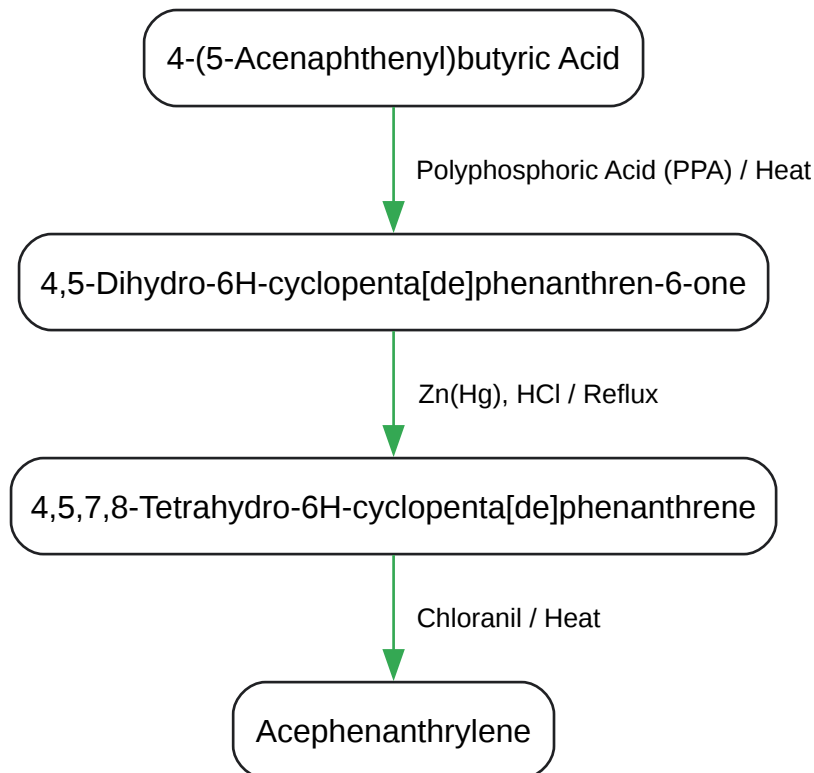 4-(5-Acenaphthenyl)butyric Acid
Polyphosphoric Acid (PPA) / Heat
4,5-Dihydro-6H-cyclopenta[de]phenanthren-6-one
Zn(Hg), HCl / Reflux
4,5,7,8-Tetrahydro-6H-cyclopenta[de]phenanthrene
Chloranil / Heat
Acephenanthrylene